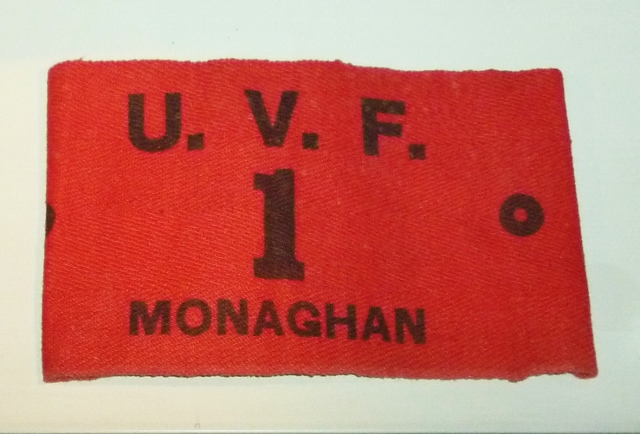 U. V. F.
1
MONAGHAN